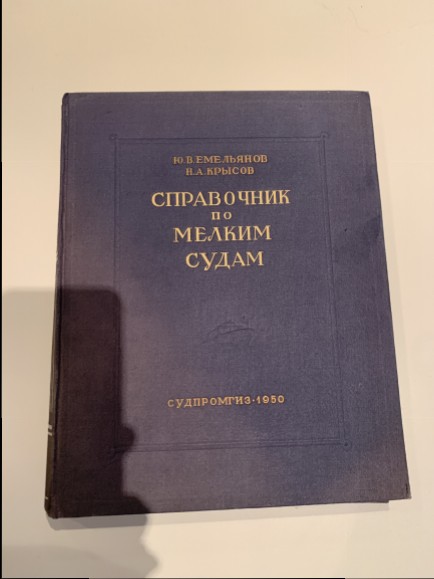 Ю.В.ЕМЕЛЬЯНОВ
Н.А.КРЫСОВ
СПРАВОЧНИК
ПО
МЕЛКИМ
СУДАМ
СУДПРОМГИЗ·1950